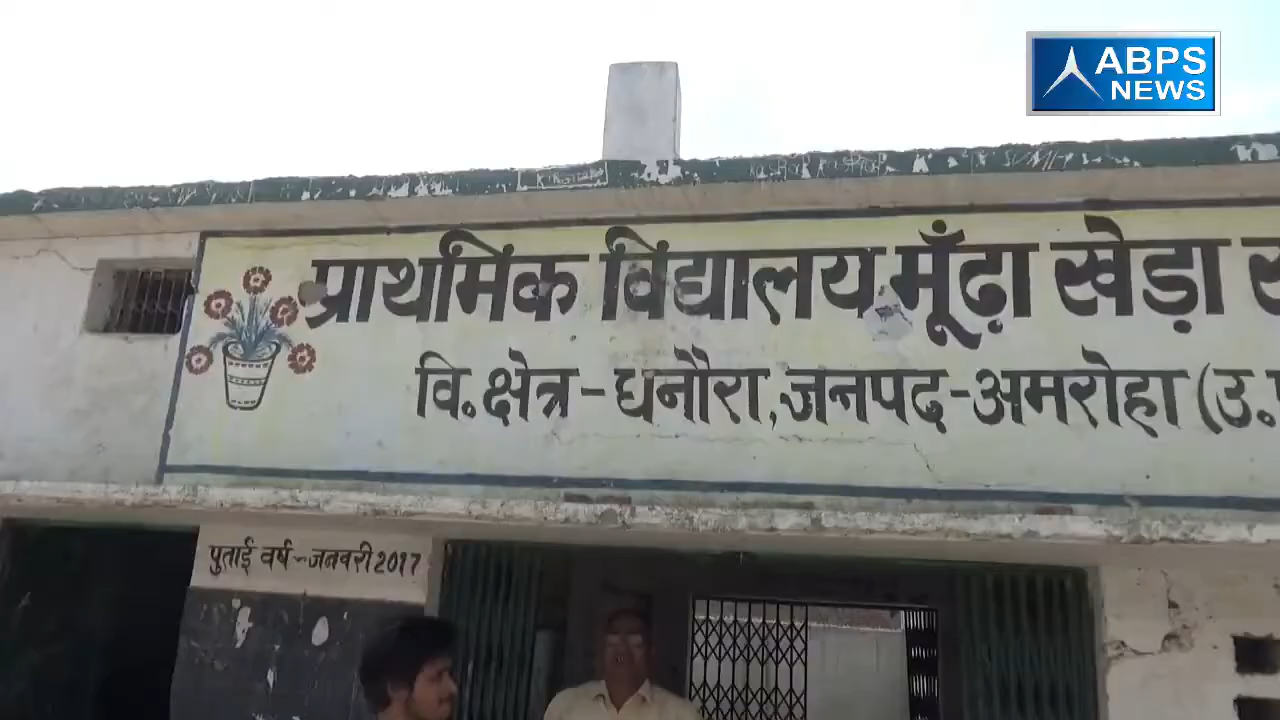 ABPS
NEWS
प्राथमिक विद्यालय मूँढ़ा खेड़ा
वि.क्षेत्र-धनौरा,जनपद-अमरोहा (उ.
पुताई वर्ष-जनवरी 2017